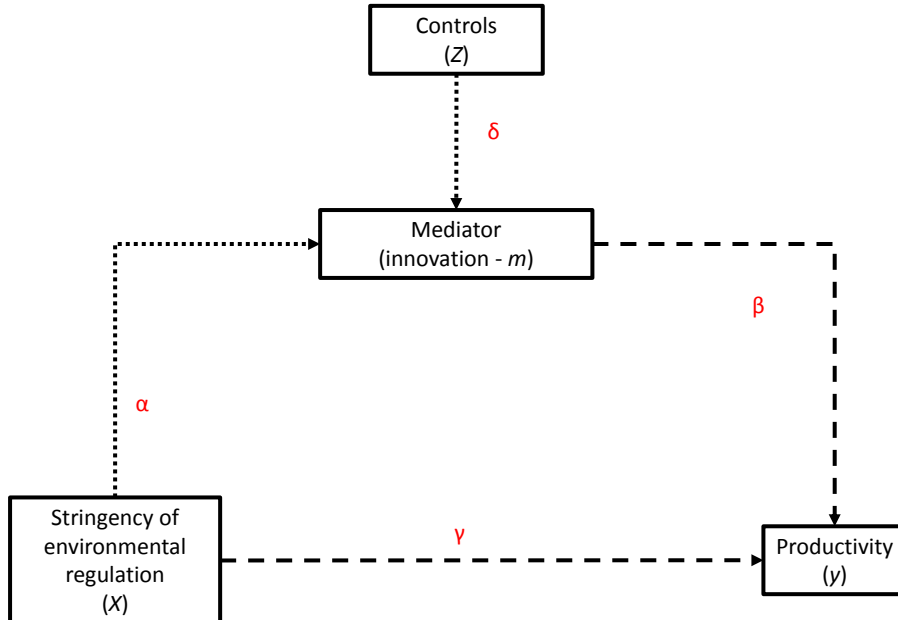 Controls
(Z)
δ
Mediator
(innovation - m)
β
α
Stringency of
environmental
regulation
(X)
γ
Productivity
(y)